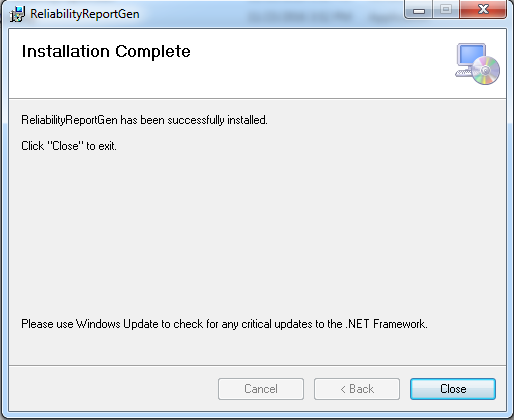 ReliabilityReportGen
Installation Complete
ReliabilityReportGen has been successfully installed.
Click "Close" to exit.
Please use Windows Update to check for any critical updates to the .NET Framework.
Cancel
< Back
Close